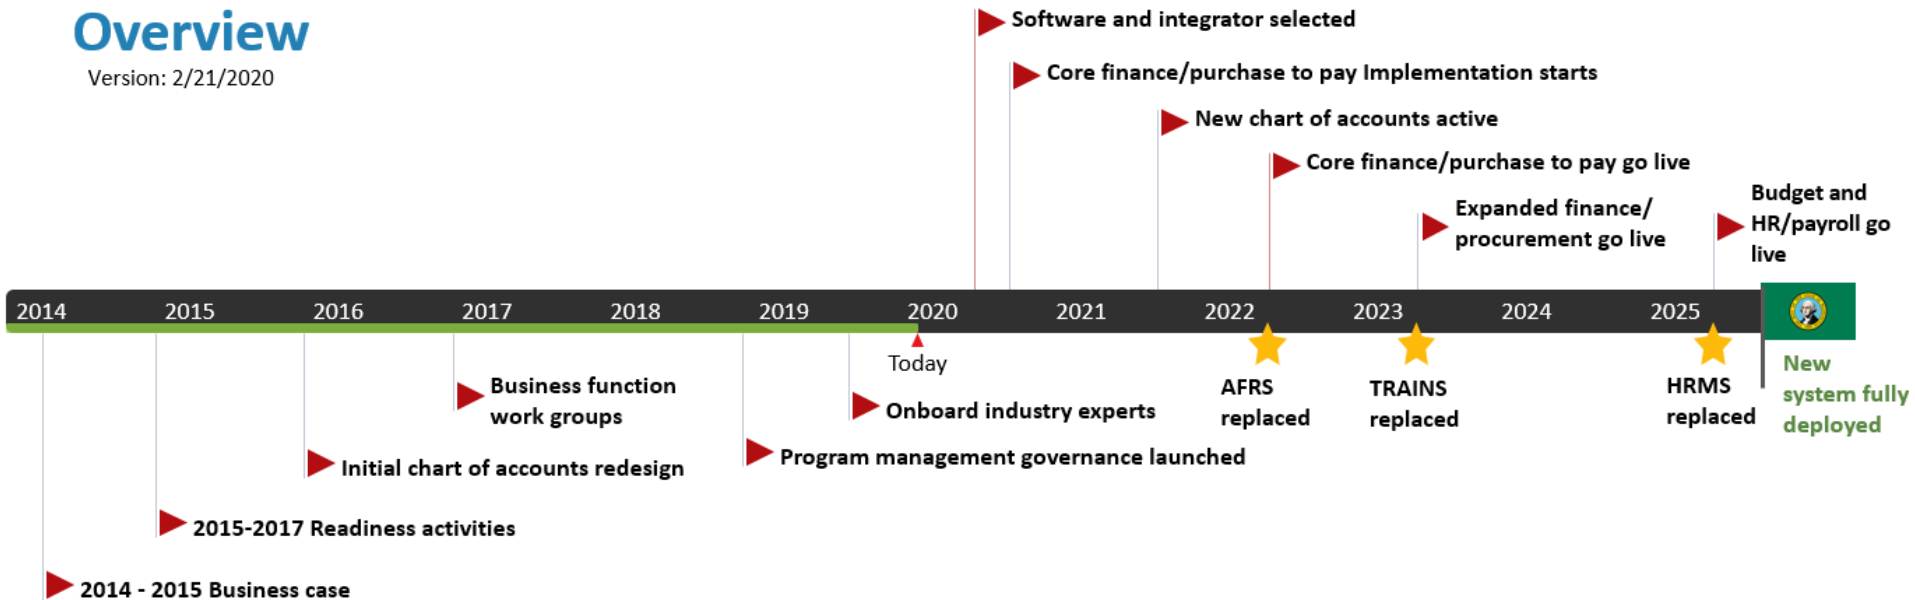 Overview
Version: 2/21/2020
Software and integrator selected
Core finance/purchase to pay Implementation starts
New chart of accounts active
Core finance/purchase to pay go live
Expanded finance/
procurement go live
Budget and
HR/payroll go
live
2014 2015 2016 2017 2018 2019 2020 2021 2022 2023 2024 2025
Today
AFRS
replaced
TRAINS
replaced
HRMS
replaced
New
system fully
deployed
Business function
work groups
Onboard industry experts
Program management governance launched
Initial chart of accounts redesign
2015-2017 Readiness activities
2014 - 2015 Business case